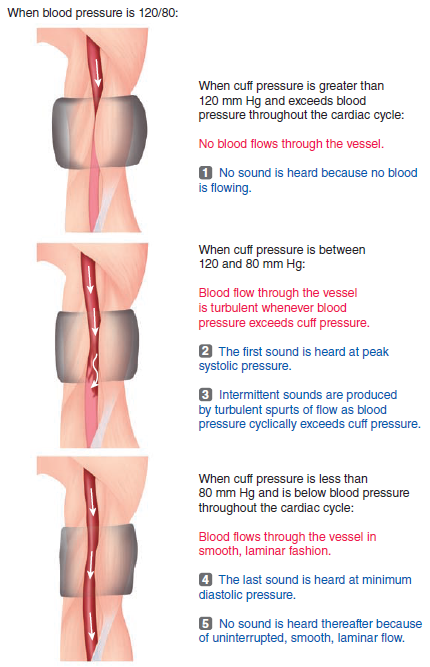 When blood pressure is 120/80:
When cuff pressure is greater than
120 mm Hg and exceeds blood
pressure throughout the cardiac cycle:
No blood flows through the vessel.
1 No sound is heard because no blood
is flowing.
When cuff pressure is between
120 and 80 mm Hg:
Blood flow through the vessel
is turbulent whenever blood
pressure exceeds cuff pressure.
2 The first sound is heard at peak
systolic pressure.
3 Intermittent sounds are produced
by turbulent spurts of flow as blood
pressure cyclically exceeds cuff pressure.
When cuff pressure is less than
80 mm Hg and is below blood pressure
throughout the cardiac cycle:
Blood flows through the vessel in
smooth, laminar fashion.
4 The last sound is heard at minimum
diastolic pressure.
5 No sound is heard thereafter because
of uninterrupted, smooth, laminar flow.